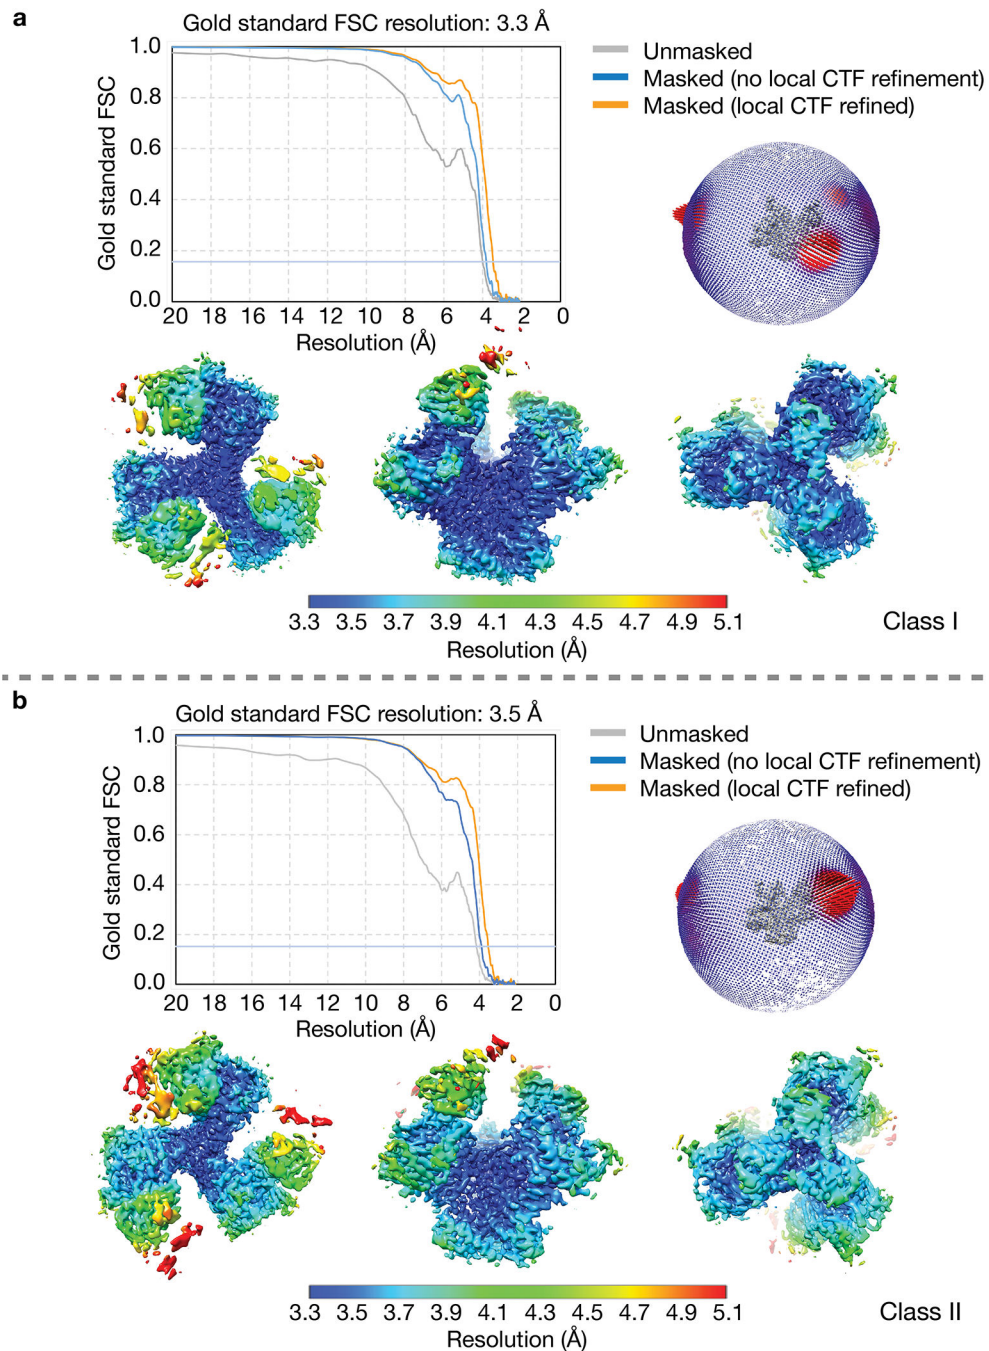 a
Gold standard FSC resolution: 3.3 Å
Unmasked
Masked (no local CTF refinement)
Masked (local CTF refined)
Gold standard FSC
1.0
0.8
0.6
0.4
0.2
0.0
20 18 16 14 12 10 8 6 4 2 0
Resolution (Å)
3.3 3.5 3.7 3.9 4.1 4.3 4.5 4.7 4.9 5.1
Resolution (Å)
Class I
b
Gold standard FSC resolution: 3.5 Å
Unmasked
Masked (no local CTF refinement)
Masked (local CTF refined)
Gold standard FSC
1.0
0.8
0.6
0.4
0.2
0.0
20 18 16 14 12 10 8 6 4 2 0
Resolution (Å)
3.3 3.5 3.7 3.9 4.1 4.3 4.5 4.7 4.9 5.1
Resolution (Å)
Class II